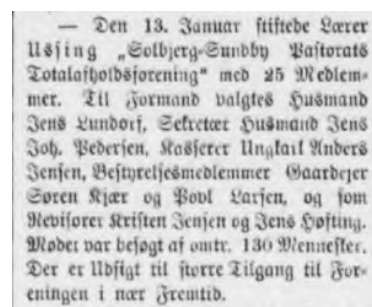 — Den 13. Januar stiftede Lærer
Ussing „Solbjerg-Sundby Pastorats
Totalafholdsforening“ med 25 Medlem-
mer. Til Formand valgtes Husmand
Jens Lundorf, Sekretær Husmand Jens
Joh. Pedersen, Kasserer Ungkarl Anders
Jensen, Bestyrelsesmedlemmer Gaardejer
Søren Kjær og Povl Larsen, og som
Revisorer Kristen Jensen og Jens Høfting.
Mødet var besøgt af omtr. 130 Mennesker.
Der er Udsigt til større Tilgang til For-
eningen i nær Fremtid.